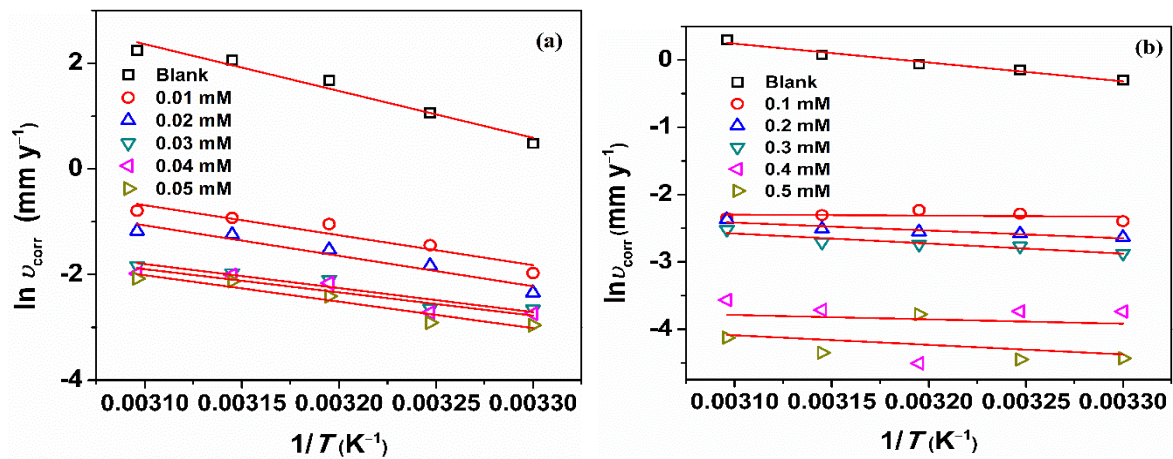 (a)
Blank
0.01 mM
0.02 mM
0.03 mM
0.04 mM
0.05 mM
2
0
-2
-4
ln υcorr (mm y⁻¹)
0.00310 0.00315 0.00320 0.00325 0.00330
1/T (K⁻¹)
(b)
0
-1
-2
-3
-4
Blank
0.1 mM
0.2 mM
0.3 mM
0.4 mM
0.5 mM
lnυcorr (mm y⁻¹)
0.00310 0.00315 0.00320 0.00325 0.00330
1/T (K⁻¹)